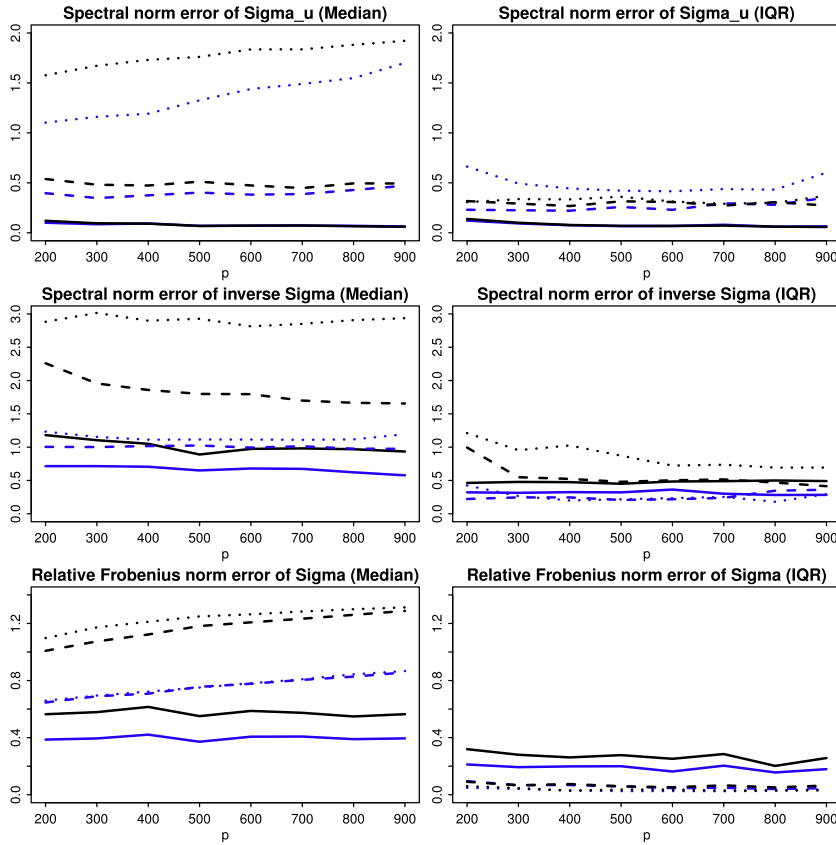 Spectral norm error of Sigma_u (Median)
2.0
1.5
1.0
0.5
0.0
200 300 400 500 600 700 800 900
p
Spectral norm error of Sigma_u (IQR)
2.0
1.5
1.0
0.5
0.0
200 300 400 500 600 700 800 900
p
Spectral norm error of inverse Sigma (Median)
3.0
2.5
2.0
1.5
1.0
0.5
0.0
200 300 400 500 600 700 800 900
p
Spectral norm error of inverse Sigma (IQR)
3.0
2.5
2.0
1.5
1.0
0.5
0.0
200 300 400 500 600 700 800 900
p
Relative Frobenius norm error of Sigma (Median)
1.2
0.8
0.4
0.0
200 300 400 500 600 700 800 900
p
Relative Frobenius norm error of Sigma (IQR)
1.2
0.8
0.4
0.0
200 300 400 500 600 700 800 900
p